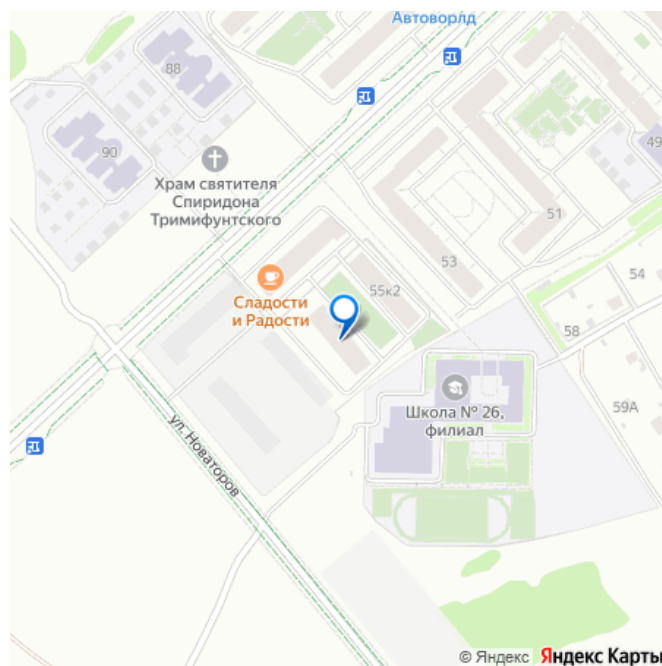 Автоворлд
88
90
Храм святителя
Спиридона
Тримифунтского
49
51
53
54
55к2
Сладости
и Радости
58
59А
Школа № 26,
филиал
ул. Новаторов
© Яндекс Яндекс Карты